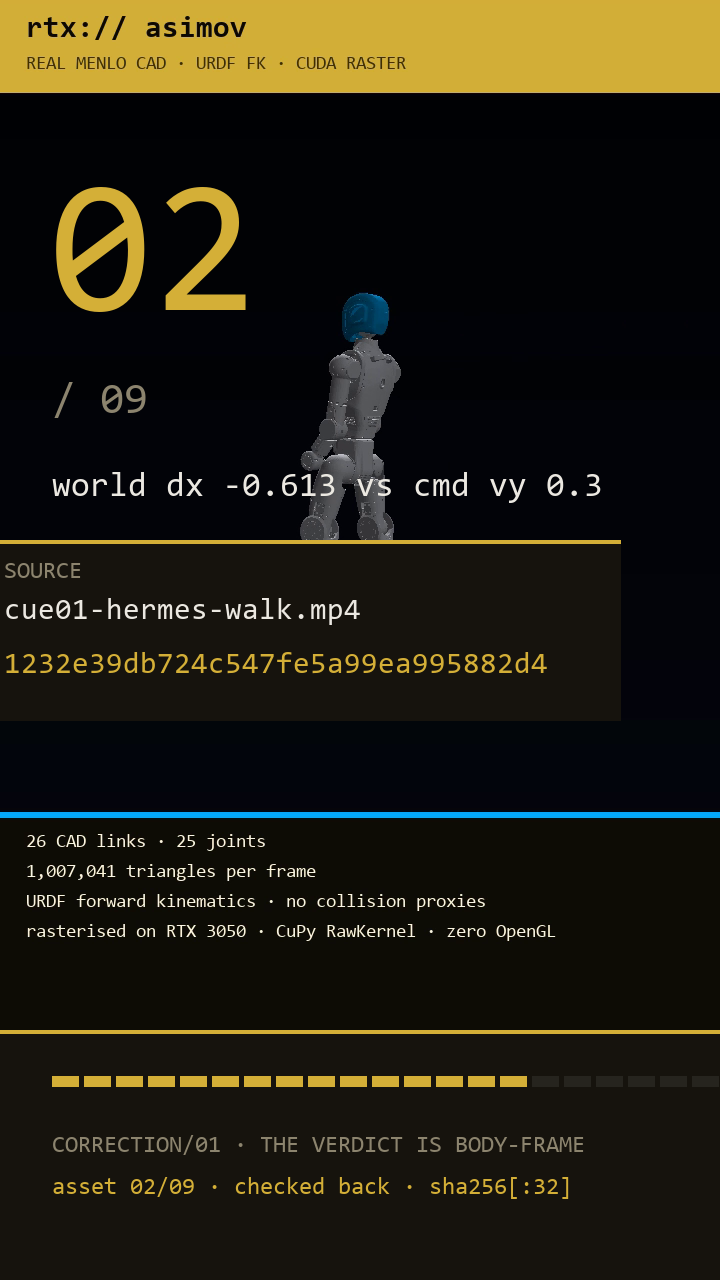 rtx:// asimov
REAL MENLO CAD · URDF FK · CUDA RASTER
02
/ 09
world dx -0.613 vs cmd vy 0.3
SOURCE
cue01-hermes-walk.mp4
1232e39db724c547fe5a99ea995882d4
26 CAD links · 25 joints
1,007,041 triangles per frame
URDF forward kinematics · no collision proxies
rasterised on RTX 3050 · CuPy RawKernel · zero OpenGL
CORRECTION/01 · THE VERDICT IS BODY-FRAME
asset 02/09 · checked back · sha256[:32]